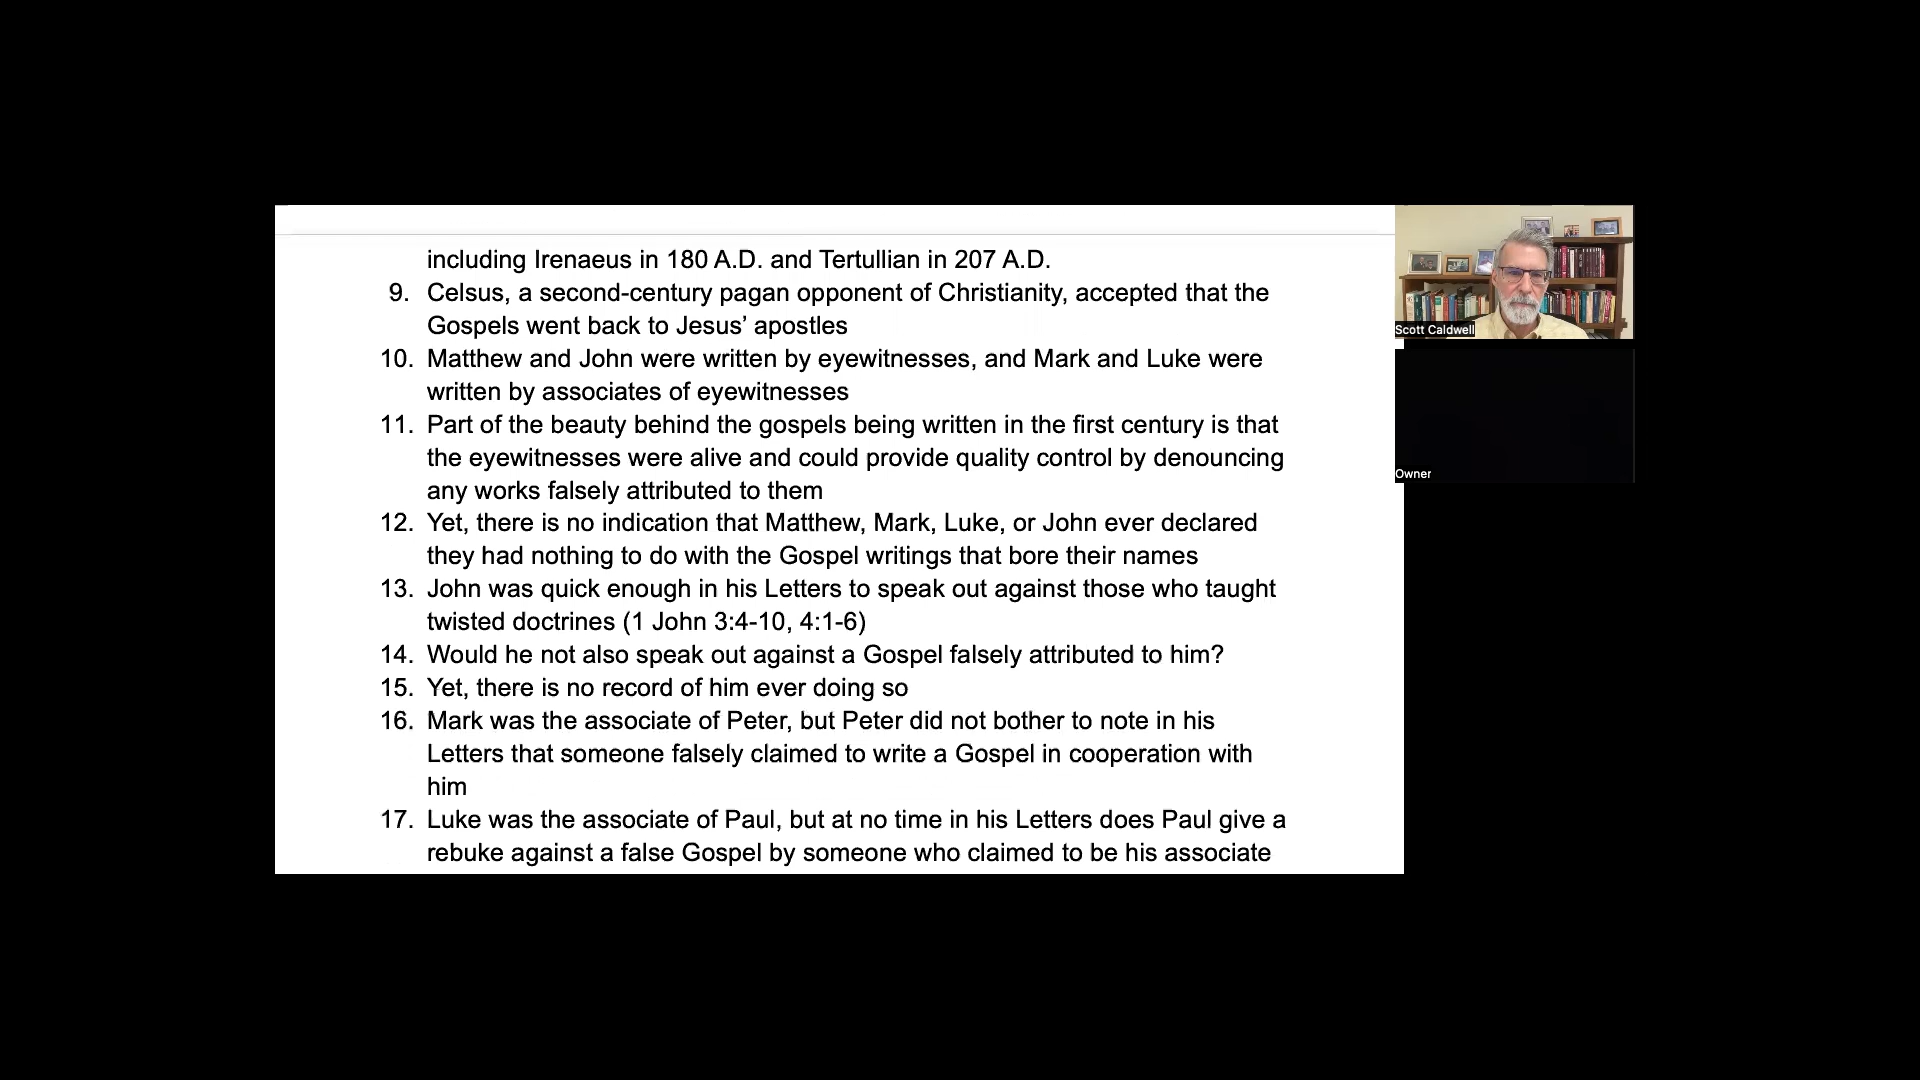 including Irenaeus in 180 A.D. and Tertullian in 207 A.D.
9. Celsus, a second-century pagan opponent of Christianity, accepted that the
Gospels went back to Jesus’ apostles
10. Matthew and John were written by eyewitnesses, and Mark and Luke were
written by associates of eyewitnesses
11. Part of the beauty behind the gospels being written in the first century is that
the eyewitnesses were alive and could provide quality control by denouncing
any works falsely attributed to them
12. Yet, there is no indication that Matthew, Mark, Luke, or John ever declared
they had nothing to do with the Gospel writings that bore their names
13. John was quick enough in his Letters to speak out against those who taught
twisted doctrines (1 John 3:4-10, 4:1-6)
14. Would he not also speak out against a Gospel falsely attributed to him?
15. Yet, there is no record of him ever doing so
16. Mark was the associate of Peter, but Peter did not bother to note in his
Letters that someone falsely claimed to write a Gospel in cooperation with
him
17. Luke was the associate of Paul, but at no time in his Letters does Paul give a
rebuke against a false Gospel by someone who claimed to be his associate
Scott Caldwell
Owner